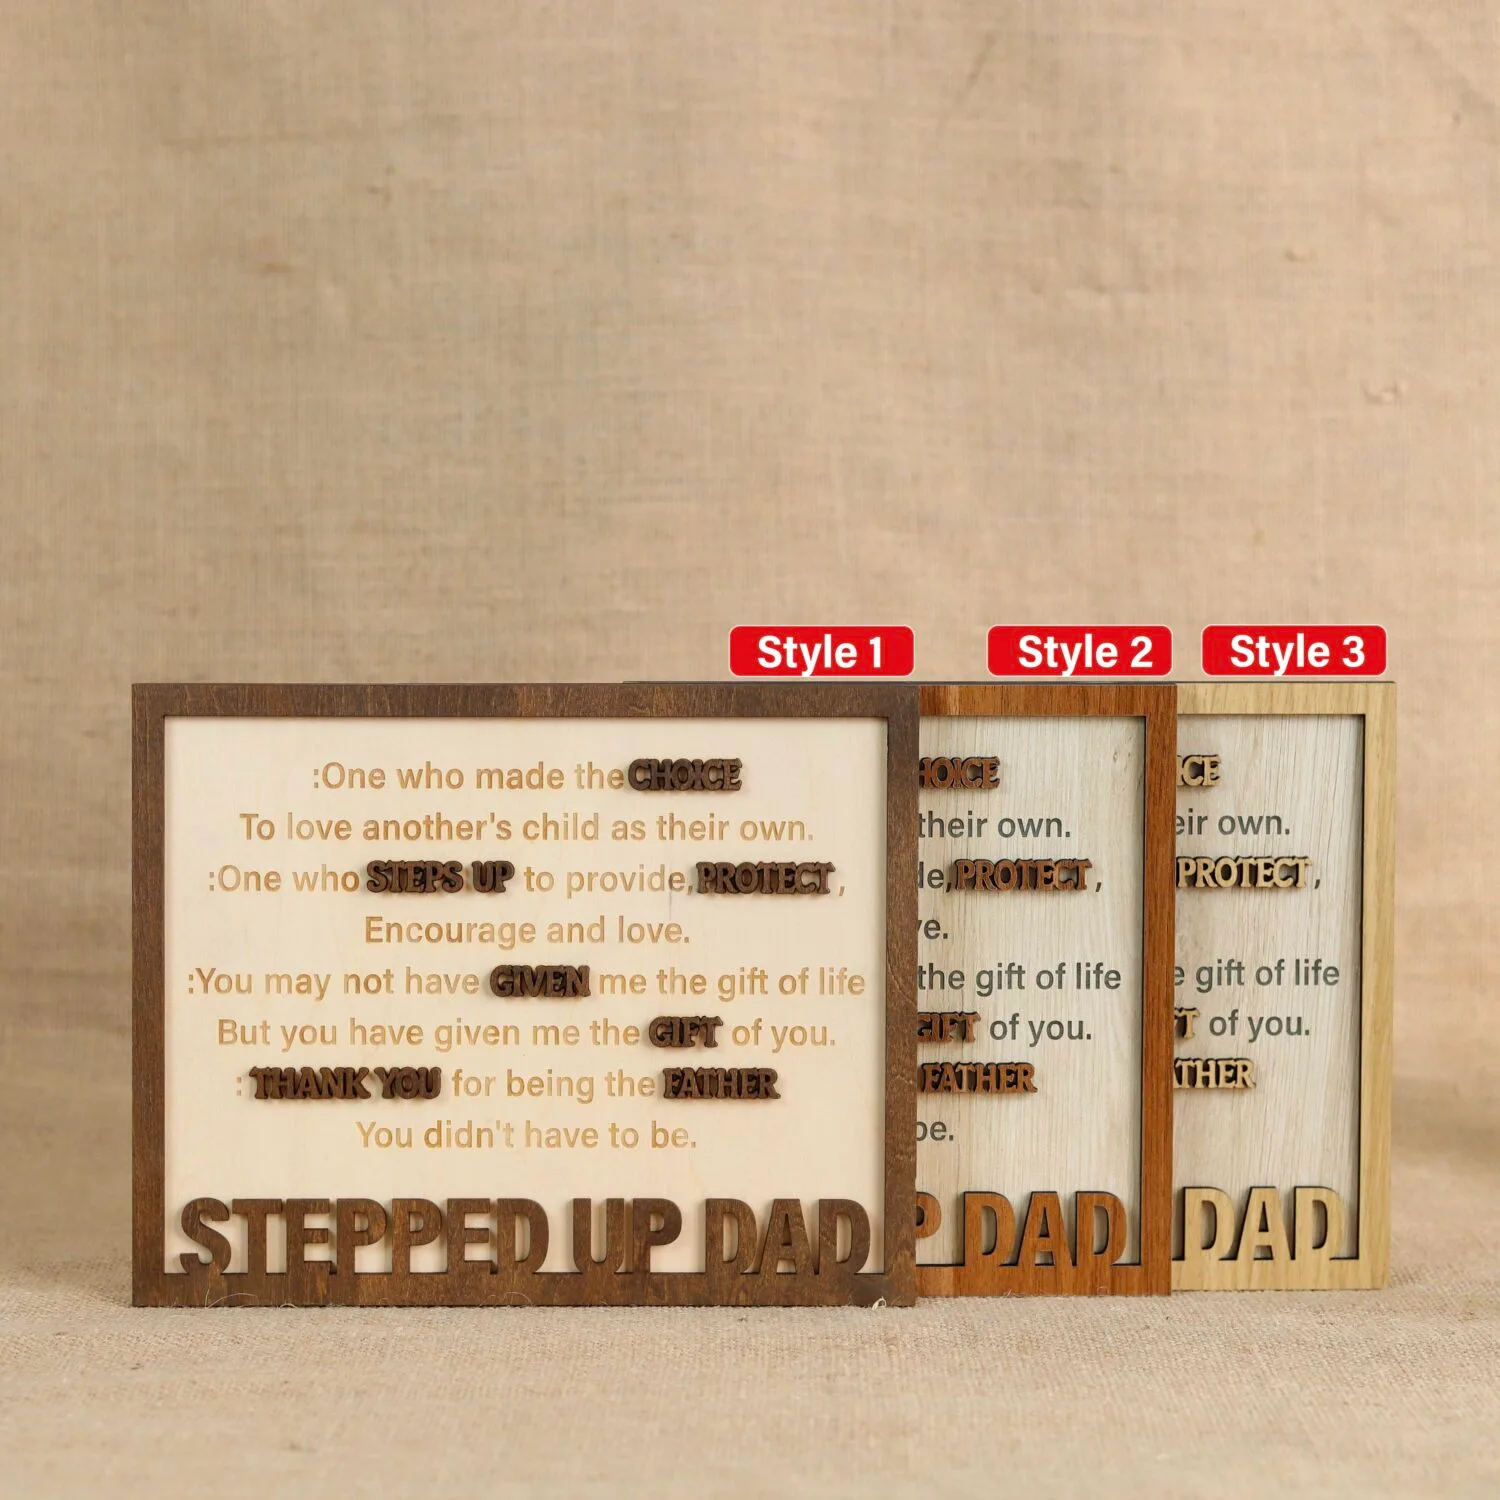 Style 1
Style 2
Style 3
:One who made the CHOICE
To love another's child as their own.
:One who STEPS UP to provide, PROTECT,
Encourage and love.
:You may not have GIVEN me the gift of life
But you have given me the GIFT of you.
: THANK YOU for being the FATHER
You didn't have to be.
STEPPED UP DAD
their own.
PROTECT,
the gift of life
GIFT of you.
FATHER
be.
DAD
own.
PROTECT,
gift of life
of you.
DAD